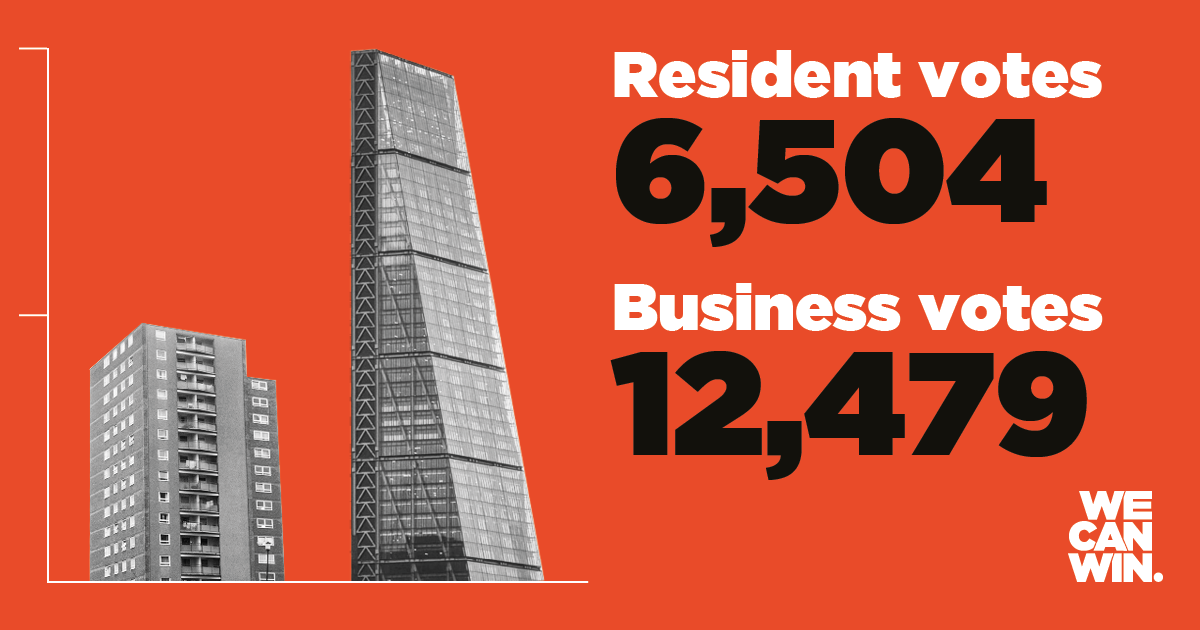 Resident votes
6,504
Business votes
12,479
WE
CAN
WIN.